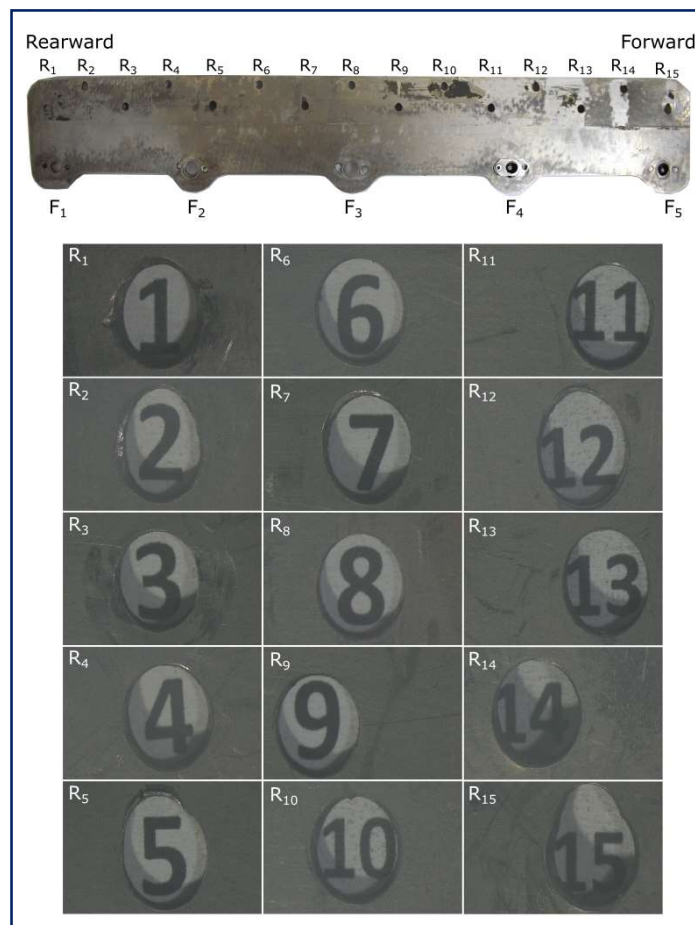 Rearward Forward
R1 R2 R3 R4 R5 R6 R7 R8 R9 R10 R11 R12 R13 R14 R15
F1 F2 F3 F4 F5
R1 R6 R11
1 6 11
R2 R7 R12
2 7 12
R3 R8 R13
3 8 13
R4 R9 R14
4 9 14
R5 R10 R15
5 10 15